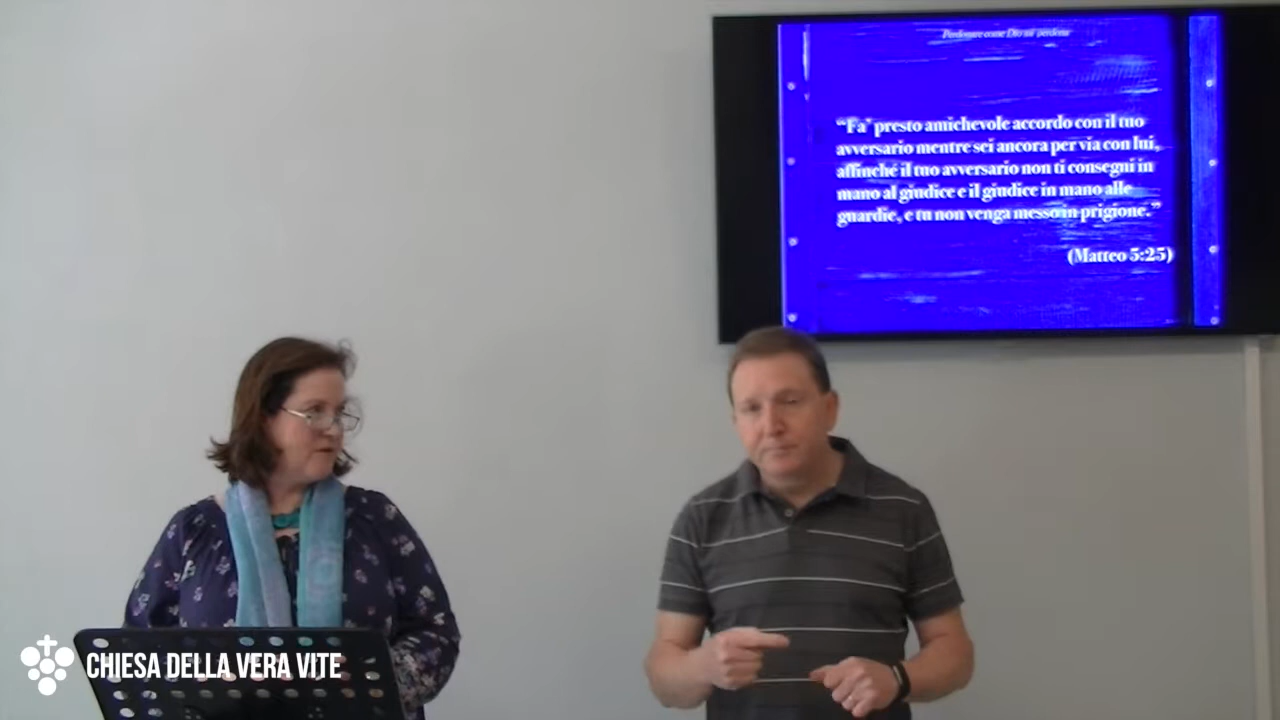 Perdonare come Dio mi perdona
“Fa’ presto amichevole accordo con il tuo
avversario mentre sei ancora per via con lui,
affinché il tuo avversario non ti consegni in
mano al giudice e il giudice in mano alle
guardie, e tu non venga messo in prigione.”
(Matteo 5:25)
CHIESA DELLA VERA VITE